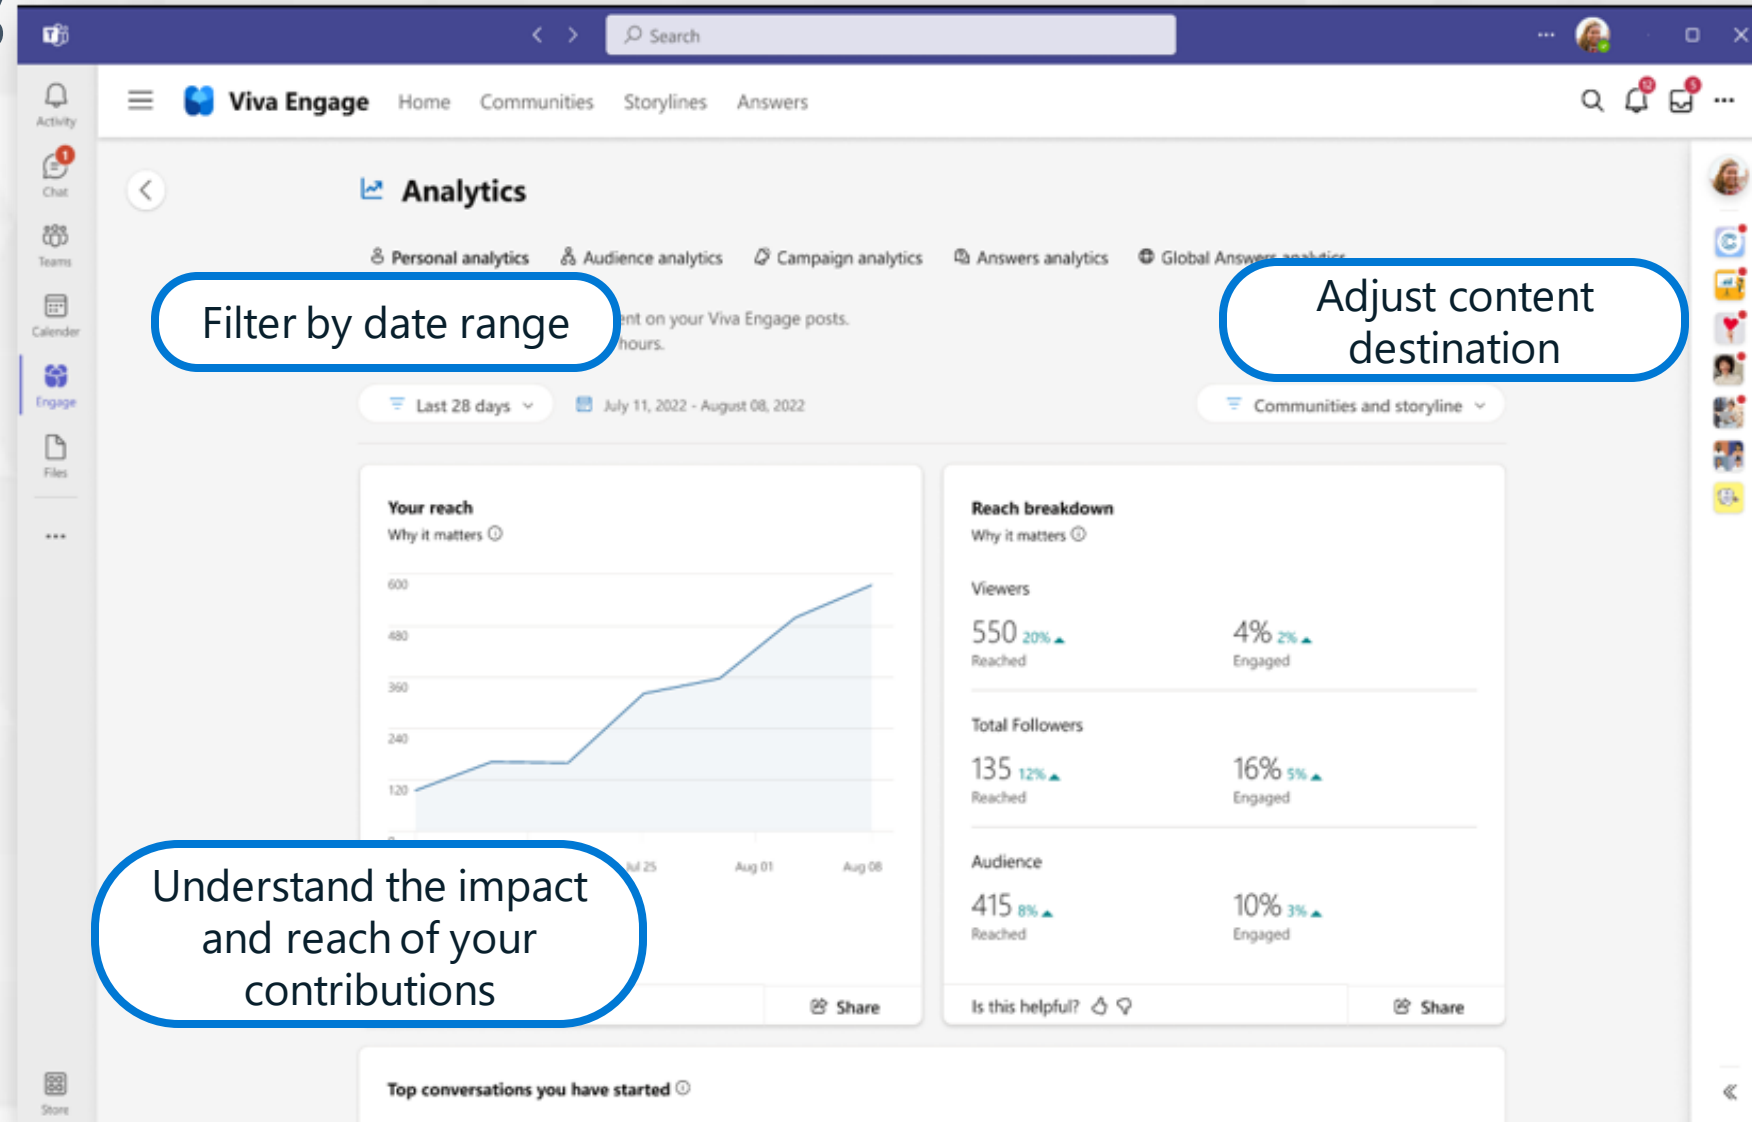 Search
Activity
1
Chat
Teams
Calender
Engage
Files
Store
Viva Engage Home Communities Storylines Answers
12
5
Analytics
Personal analytics Audience analytics Campaign analytics Answers analytics Global Answers analytics
Filter by date range
Adjust content
destination
on your Viva Engage posts.
hours.
Last 28 days July 11, 2022 - August 08, 2022 Communities and storyline
Your reach
Why it matters
600
480
360
240
120
Jul 25 Aug 01 Aug 08
Understand the impact
and reach of your
contributions
Share
Reach breakdown
Why it matters
Viewers
550 20% 4% 2%
Reached Engaged
Total Followers
135 12% 16% 5%
Reached Engaged
Audience
415 8% 10% 3%
Reached Engaged
Is this helpful? Share
Top conversations you have started